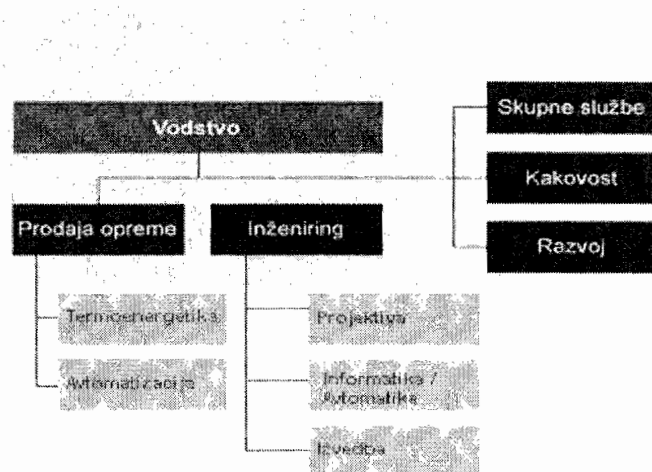 Vodstvo
Skupne službe
Kakovost
Razvoj
Prodaja opreme
Inženiring
Termoenergetika
Avtomatizacija
Projektiva
Informatika /
Avtomatika
Izvedba